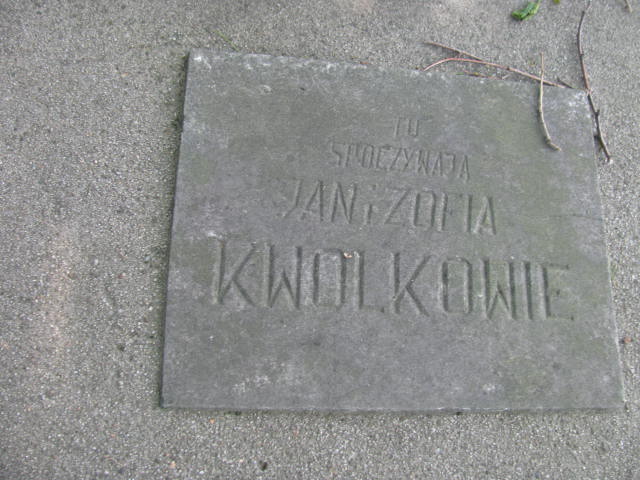 TU
SPOCZYWAJĄ
JAN i ZOFIA
KWOLKOWIE